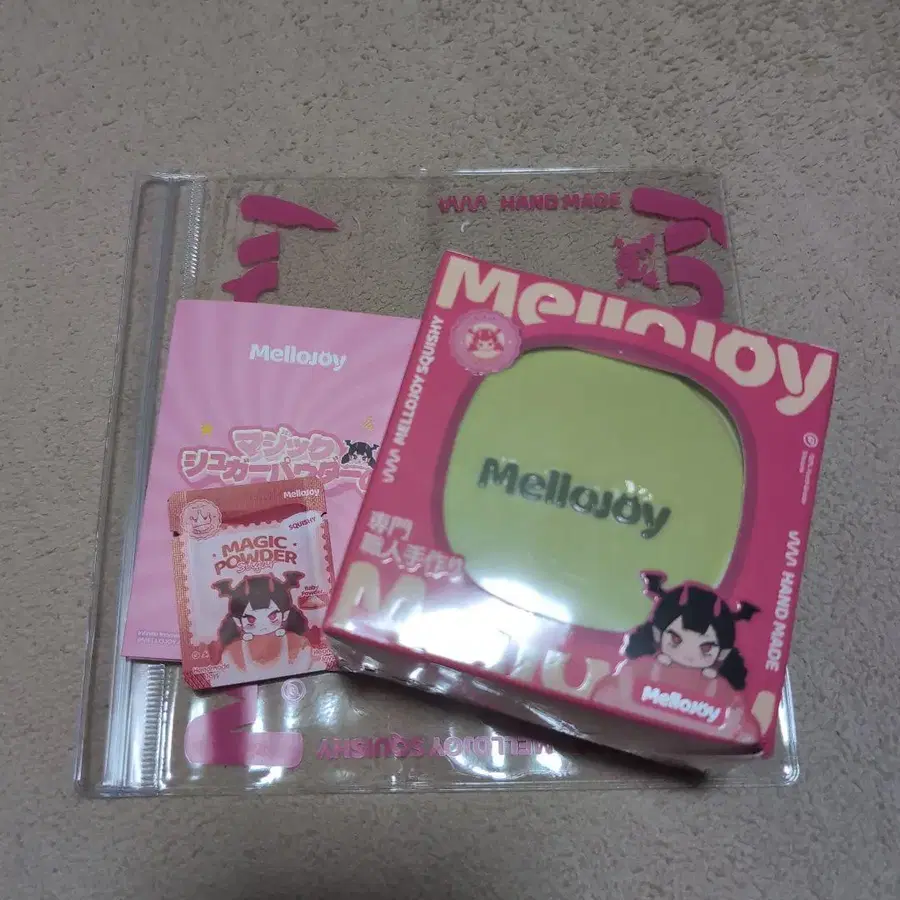 HAND MADE
MelloJoy
MELLOJOY SQUISHY
MelloJoy
専門
職人手作り
HAND MADE
MelloJoy
MelloJoy
マジック
シュガーパウダー
MelloJoy
SQUISHY
MAGIC
POWDER
Sugar
MELLOJOY SQUISHY